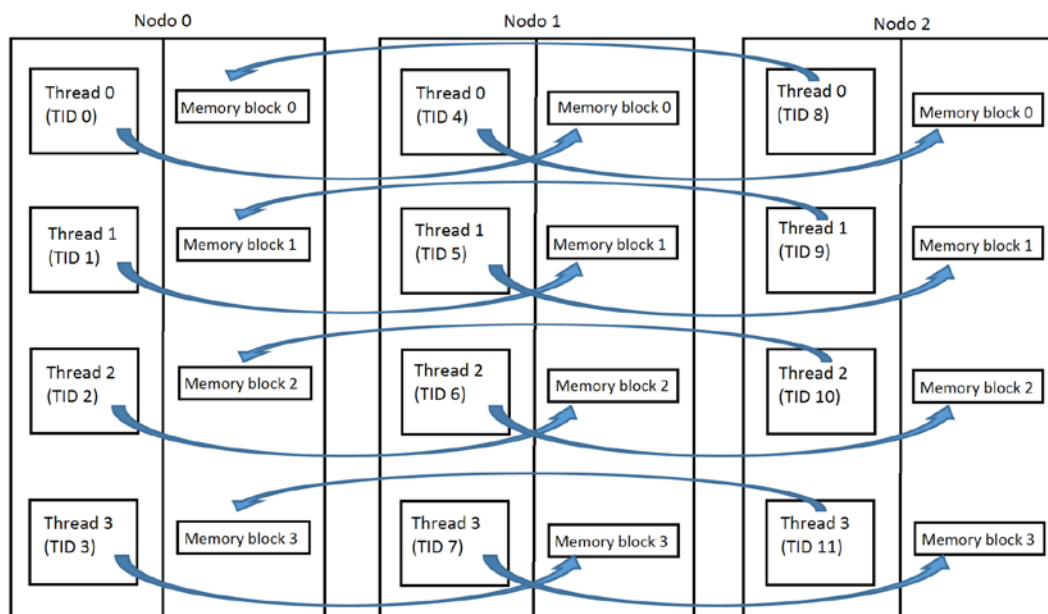 Nodo 0
Nodo 1
Nodo 2
Thread 0
(TID 0)
Memory block 0
Thread 0
(TID 4)
Memory block 0
Thread 0
(TID 8)
Memory block 0
Thread 1
(TID 1)
Memory block 1
Thread 1
(TID 5)
Memory block 1
Thread 1
(TID 9)
Memory block 1
Thread 2
(TID 2)
Memory block 2
Thread 2
(TID 6)
Memory block 2
Thread 2
(TID 10)
Memory block 2
Thread 3
(TID 3)
Memory block 3
Thread 3
(TID 7)
Memory block 3
Thread 3
(TID 11)
Memory block 3